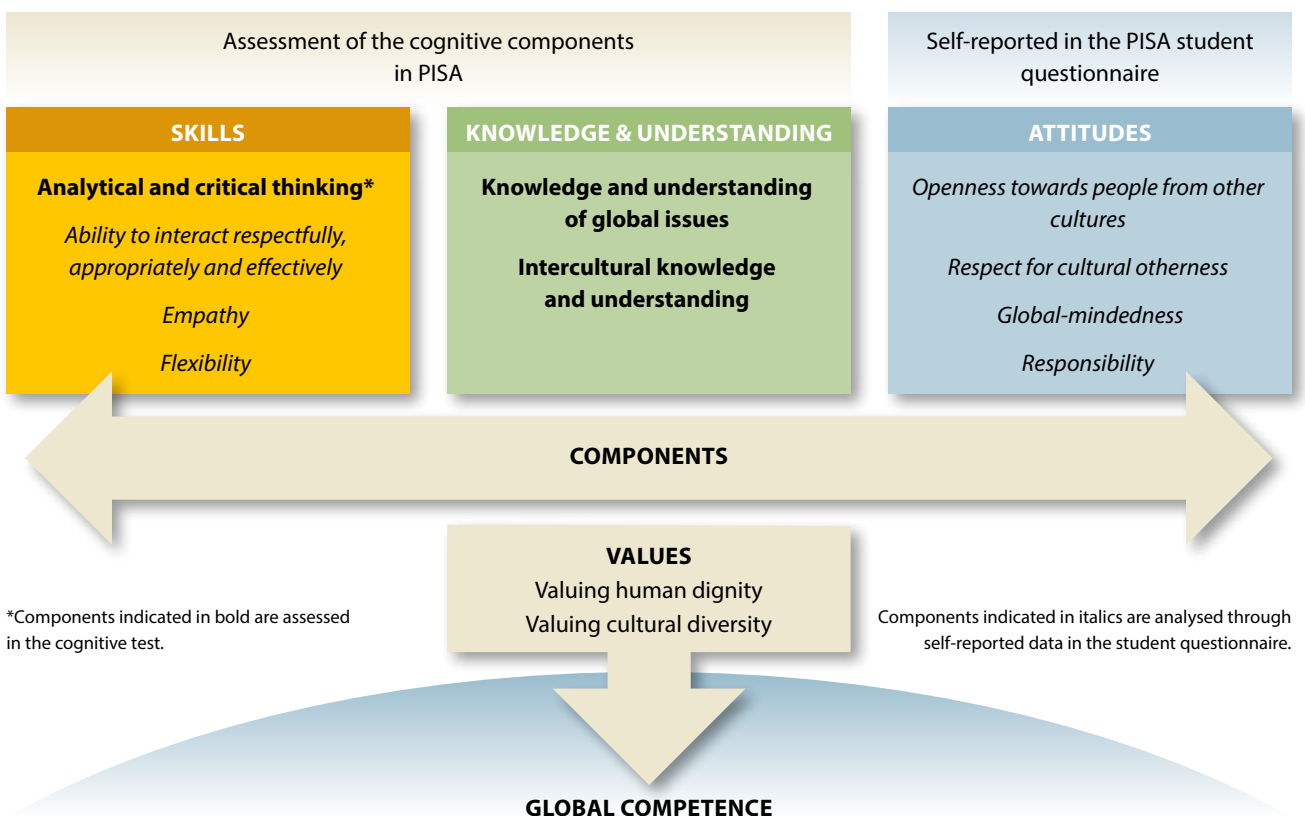 Assessment of the cognitive components
in PISA
Self-reported in the PISA student
questionnaire
SKILLS
Analytical and critical thinking*
Ability to interact respectfully,
appropriately and effectively
Empathy
Flexibility
KNOWLEDGE & UNDERSTANDING
Knowledge and understanding
of global issues
Intercultural knowledge
and understanding
ATTITUDES
Openness towards people from other
cultures
Respect for cultural otherness
Global-mindedness
Responsibility
COMPONENTS
VALUES
Valuing human dignity
Valuing cultural diversity
*Components indicated in bold are assessed
in the cognitive test.
Components indicated in italics are analysed through
self-reported data in the student questionnaire.
GLOBAL COMPETENCE